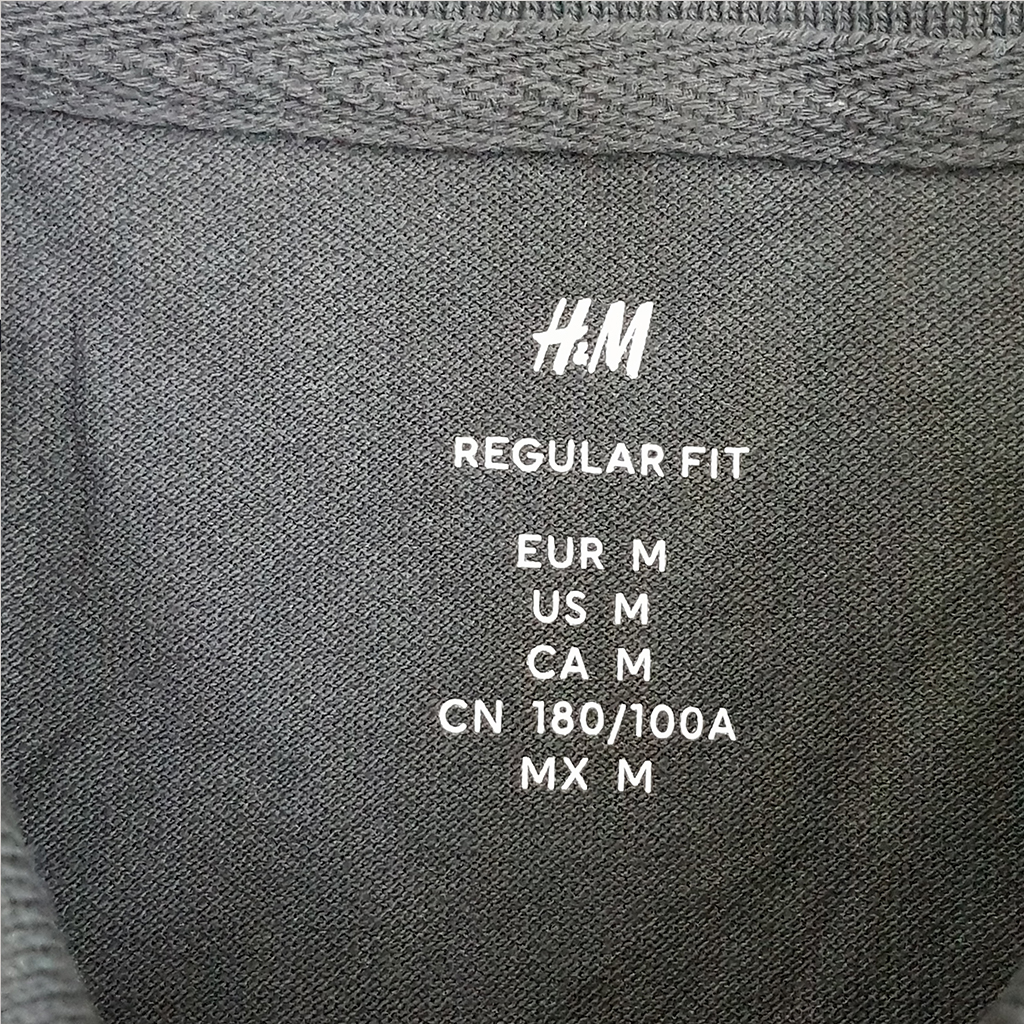 H&M
REGULAR FIT
EUR M
US M
CA M
CN 180/100A
MX M